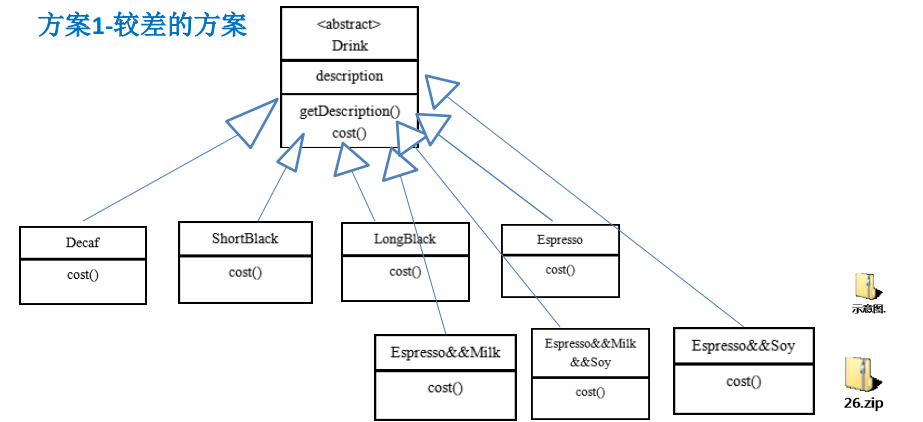 方案1-较差的方案
<abstract>
Drink
description
getDescription()
cost()
Decaf
cost()
ShortBlack
cost()
LongBlack
cost()
Espresso
cost()
Espresso&&Milk
cost()
Espresso&&Milk
&&Soy
cost()
Espresso&&Soy
cost()
示意图.
26.zip